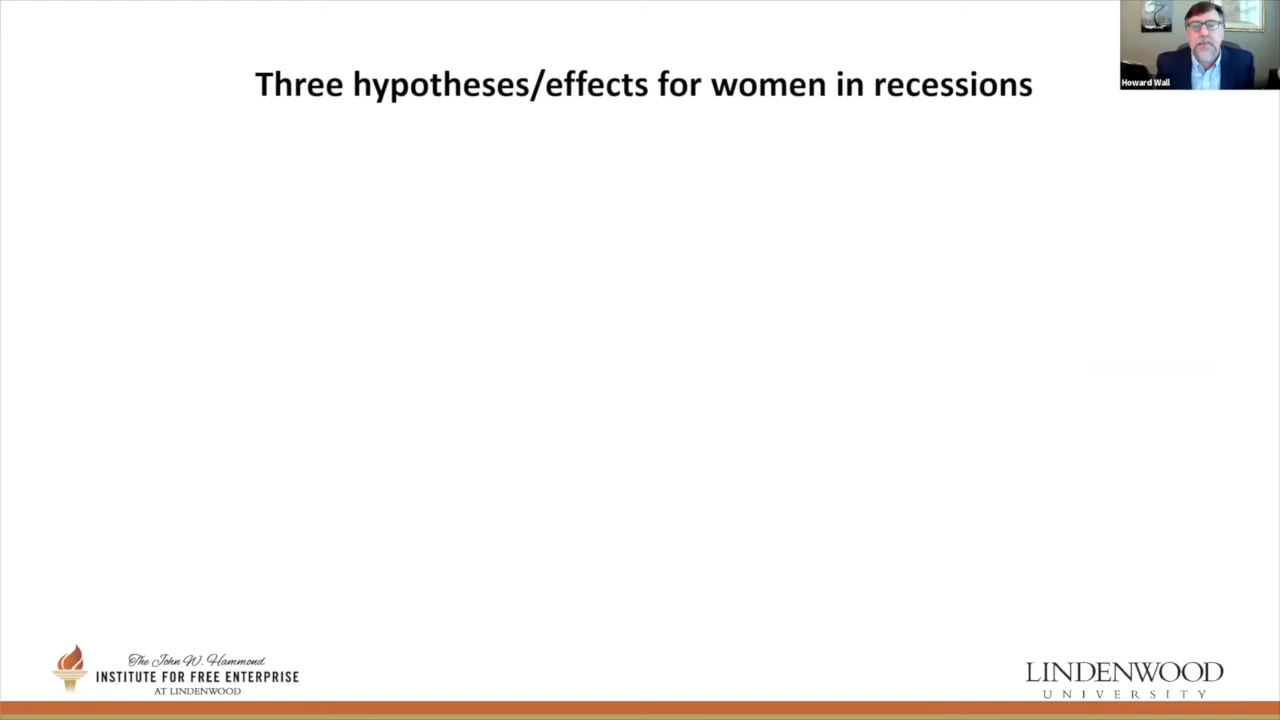 Three hypotheses/effects for women in recessions
Howard Wall
The John W. Hammond
INSTITUTE FOR FREE ENTERPRISE
AT LINDENWOOD
LINDENWOOD
UNIVERSITY